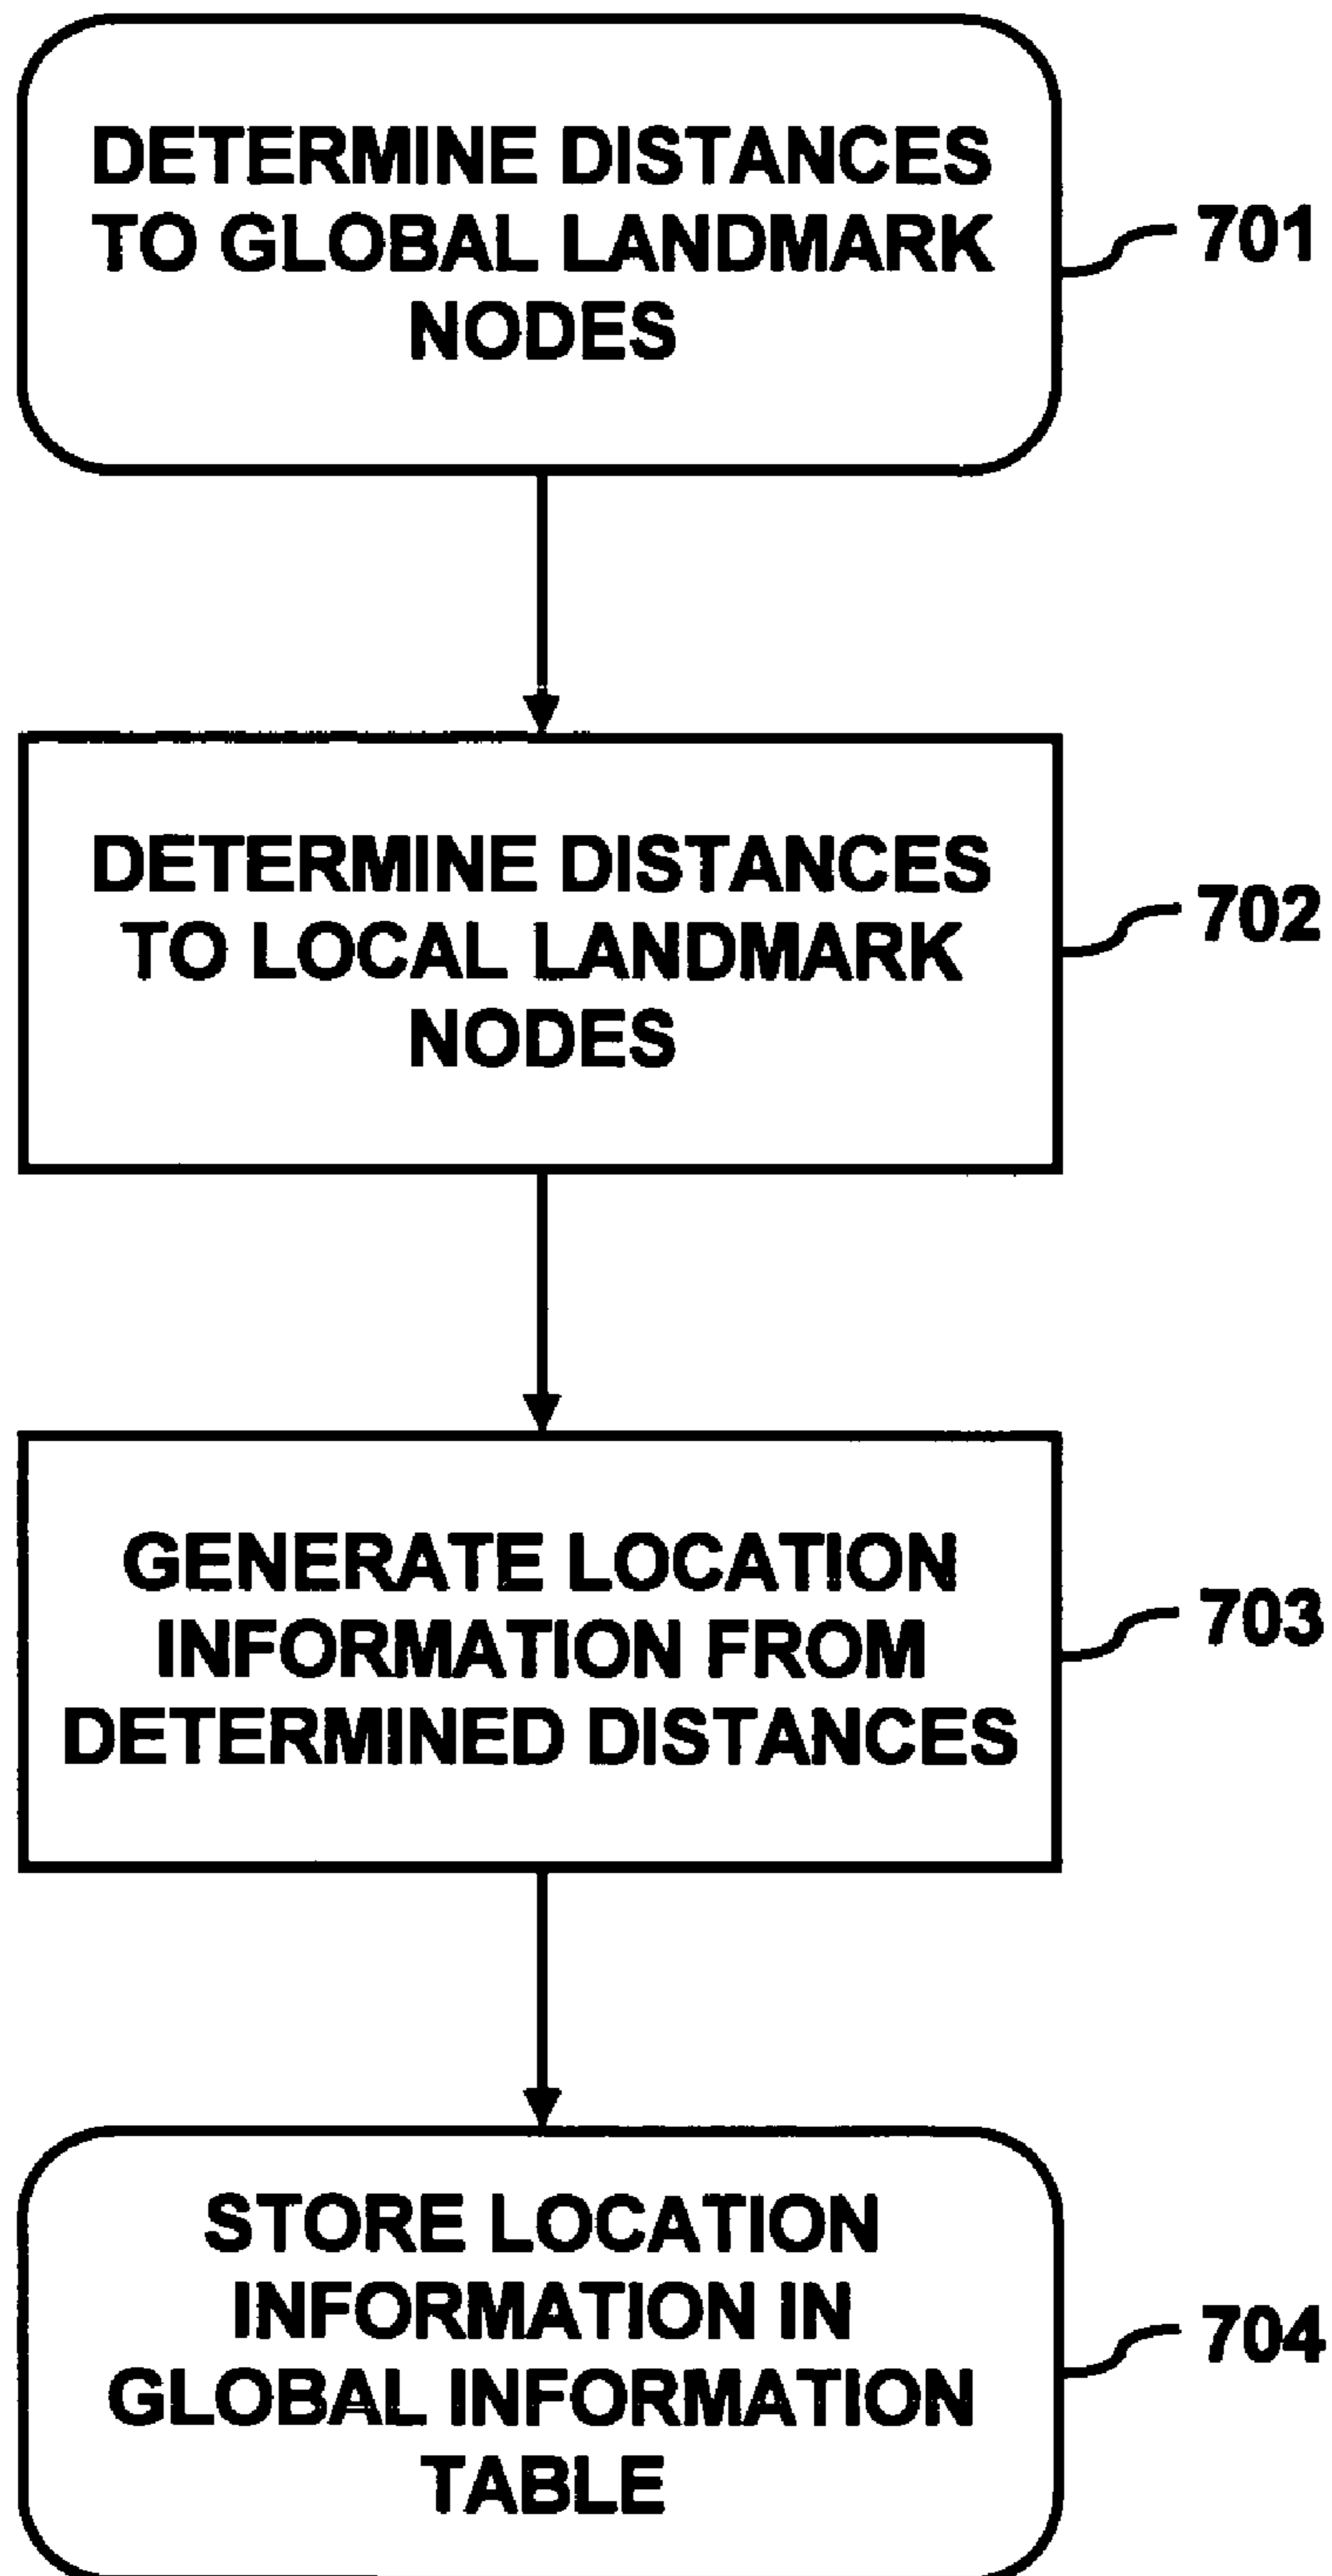 DETERMINE DISTANCES
TO GLOBAL LANDMARK
NODES
701
DETERMINE DISTANCES
TO LOCAL LANDMARK
NODES
702
GENERATE LOCATION
INFORMATION FROM
DETERMINED DISTANCES
703
STORE LOCATION
INFORMATION IN
GLOBAL INFORMATION
TABLE
704